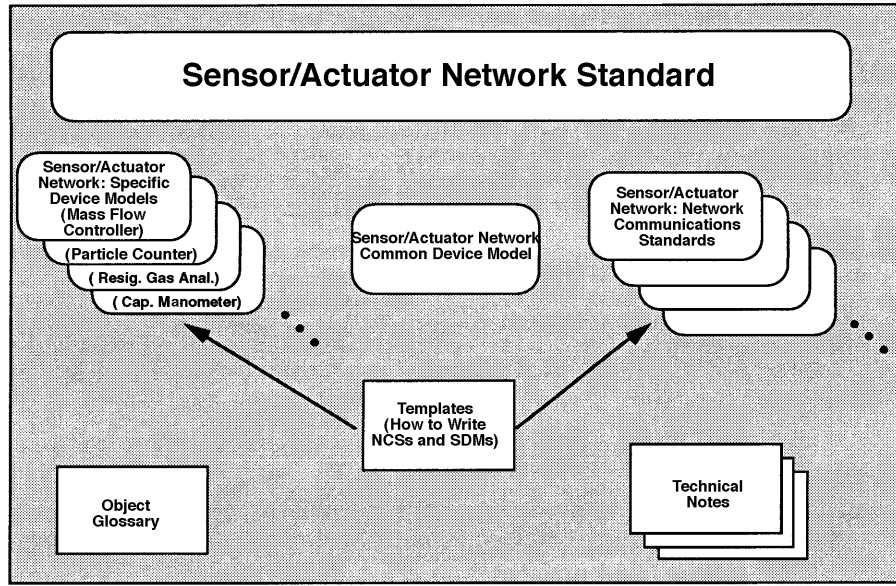 Sensor/Actuator Network Standard
Sensor/Actuator
Network: Specific
Device Models
(Mass Flow
Controller)
(Particle Counter)
( Resig. Gas Anal.)
( Cap. Manometer)
Sensor/Actuator Network
Common Device Model
Sensor/Actuator
Network: Network
Communications
Standards
Templates
(How to Write
NCSs and SDMs)
Object
Glossary
Technical
Notes